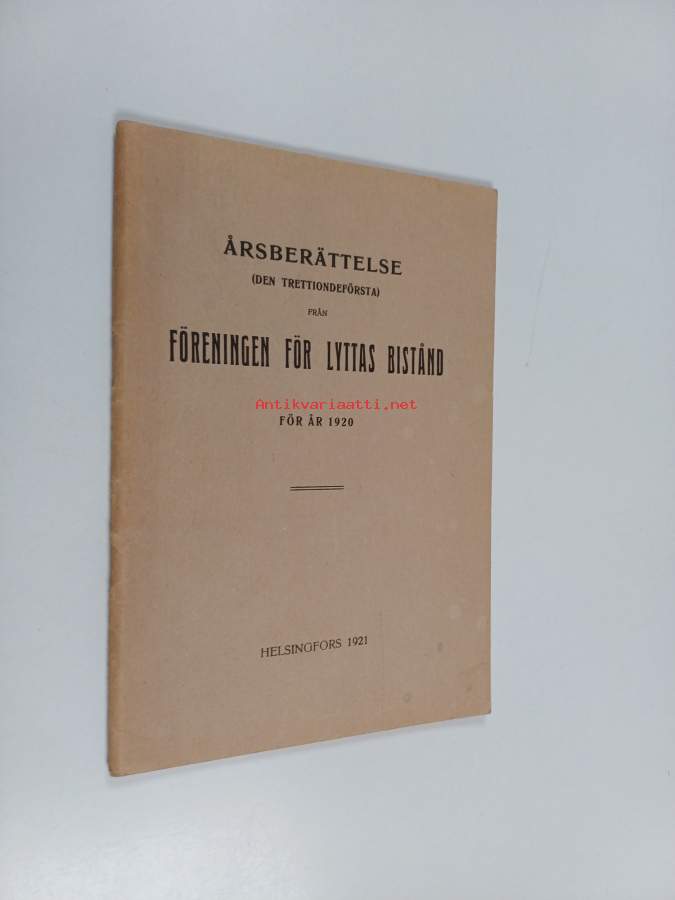 ÅRSBERÄTTELSE
(DEN TRETTIONDEFÖRSTA)
FRÅN
FÖRENINGEN FÖR LYTTAS BISTÅND
Antikvariaatti.net
FÖR ÅR 1920
HELSINGFORS 1921